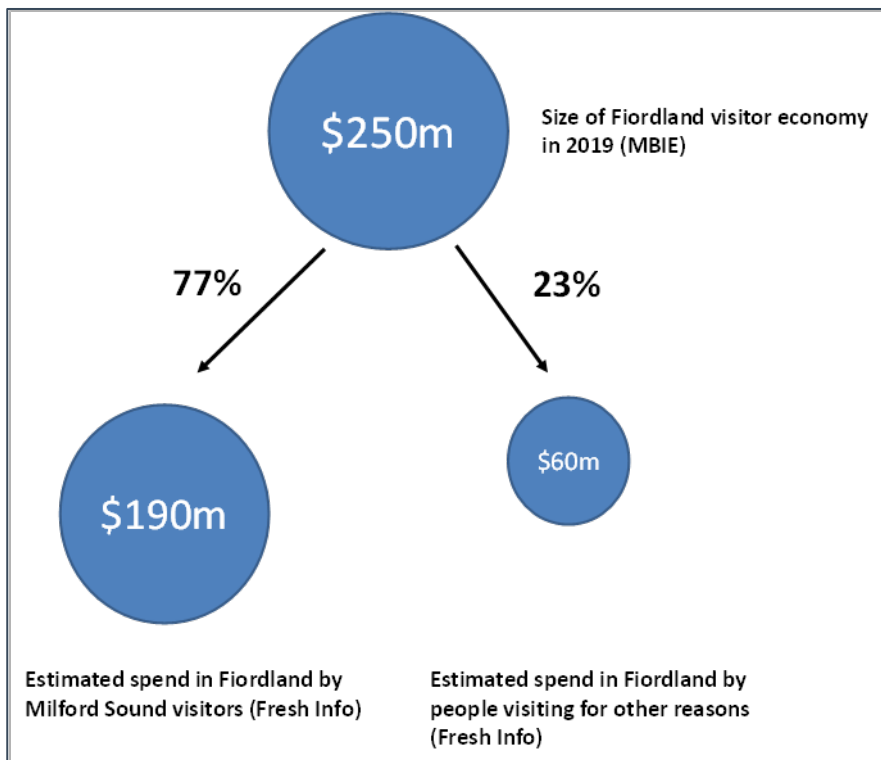 $250m
Size of Fiordland visitor economy
in 2019 (MBIE)
77%
23%
$190m
$60m
Estimated spend in Fiordland by
Milford Sound visitors (Fresh Info)
Estimated spend in Fiordland by
people visiting for other reasons
(Fresh Info)